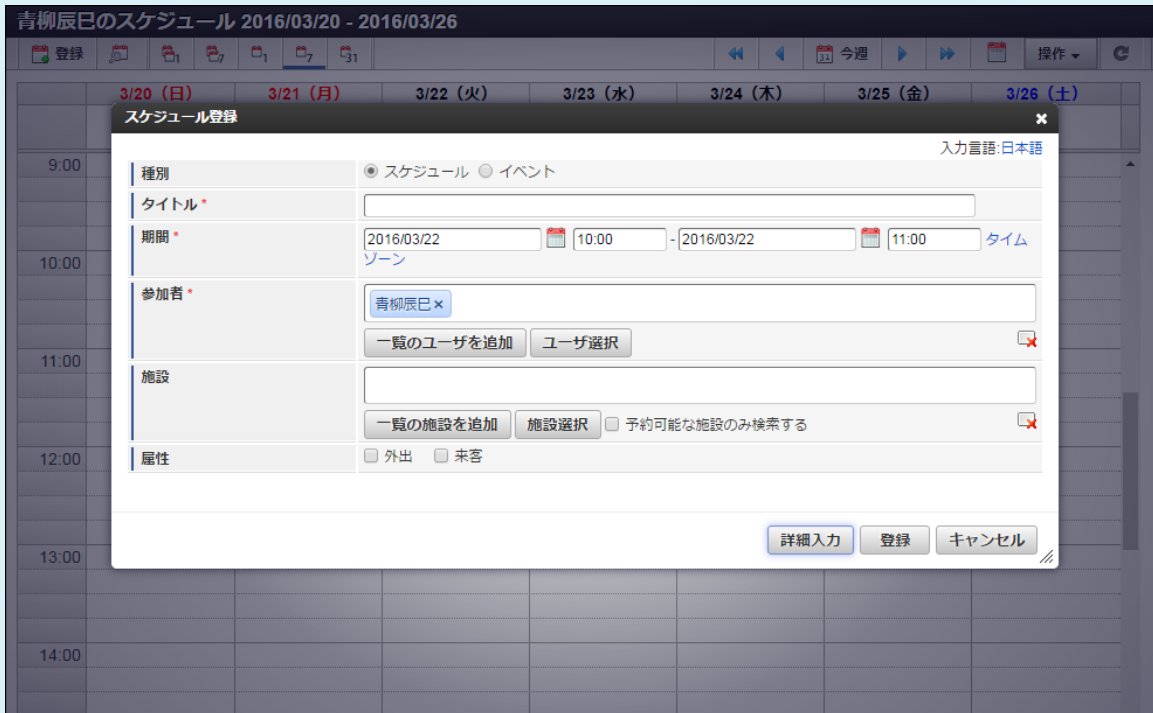 青柳辰巳のスケジュール 2016/03/20 - 2016/03/26
登録 1 7 1 7 31 31 今週 操作
3/20 (日) 3/21 (月) 3/22 (火) 3/23 (水) 3/24 (木) 3/25 (金) 3/26 (土)
スケジュール登録
入力言語:日本語
9:00
種別 スケジュール イベント
タイトル *
期間 * 2016/03/22 10:00 - 2016/03/22 11:00 タイム
ゾーン
10:00
参加者 *
青柳辰巳×
一覧のユーザを追加 ユーザ選択
11:00
施設
一覧の施設を追加 施設選択 予約可能な施設のみ検索する
12:00
属性 外出 来客
詳細入力 登録 キャンセル
13:00
14:00